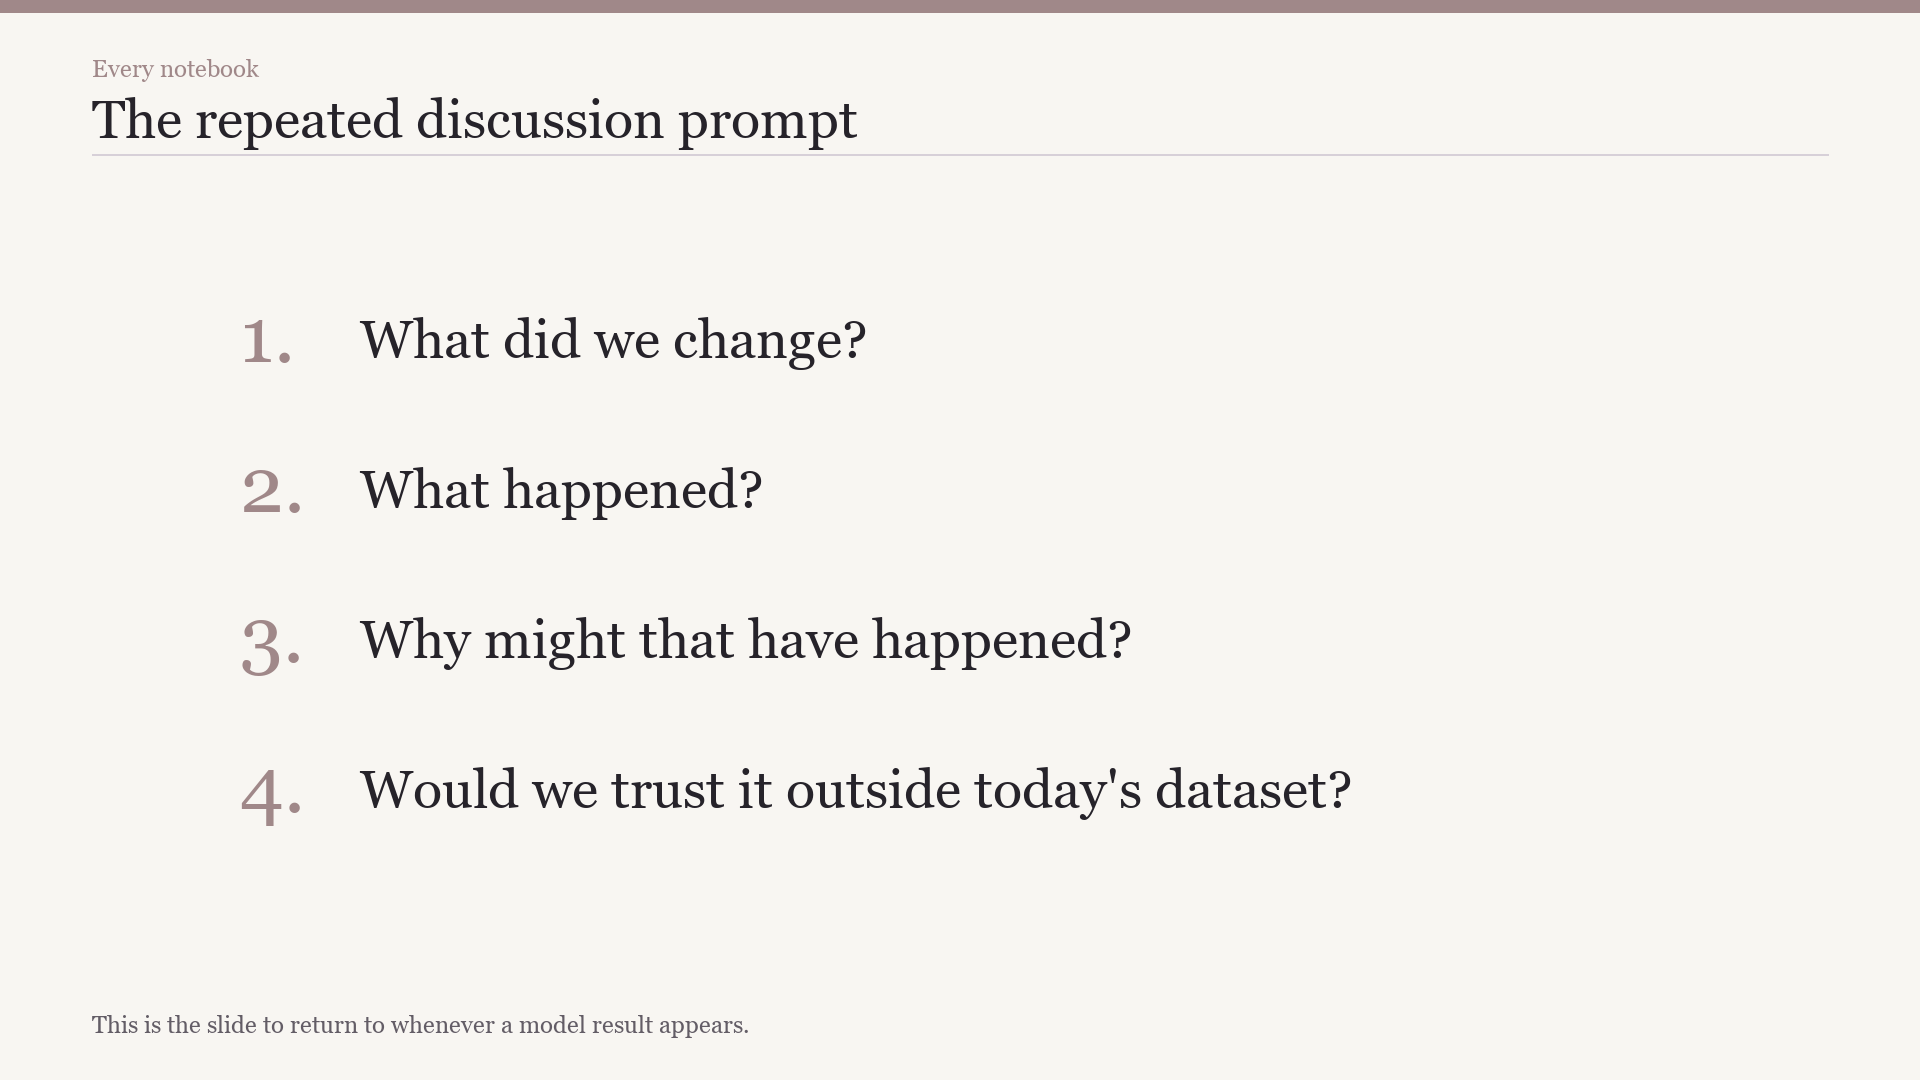 Every notebook
The repeated discussion prompt
1. What did we change?
2. What happened?
3. Why might that have happened?
4. Would we trust it outside today's dataset?
This is the slide to return to whenever a model result appears.